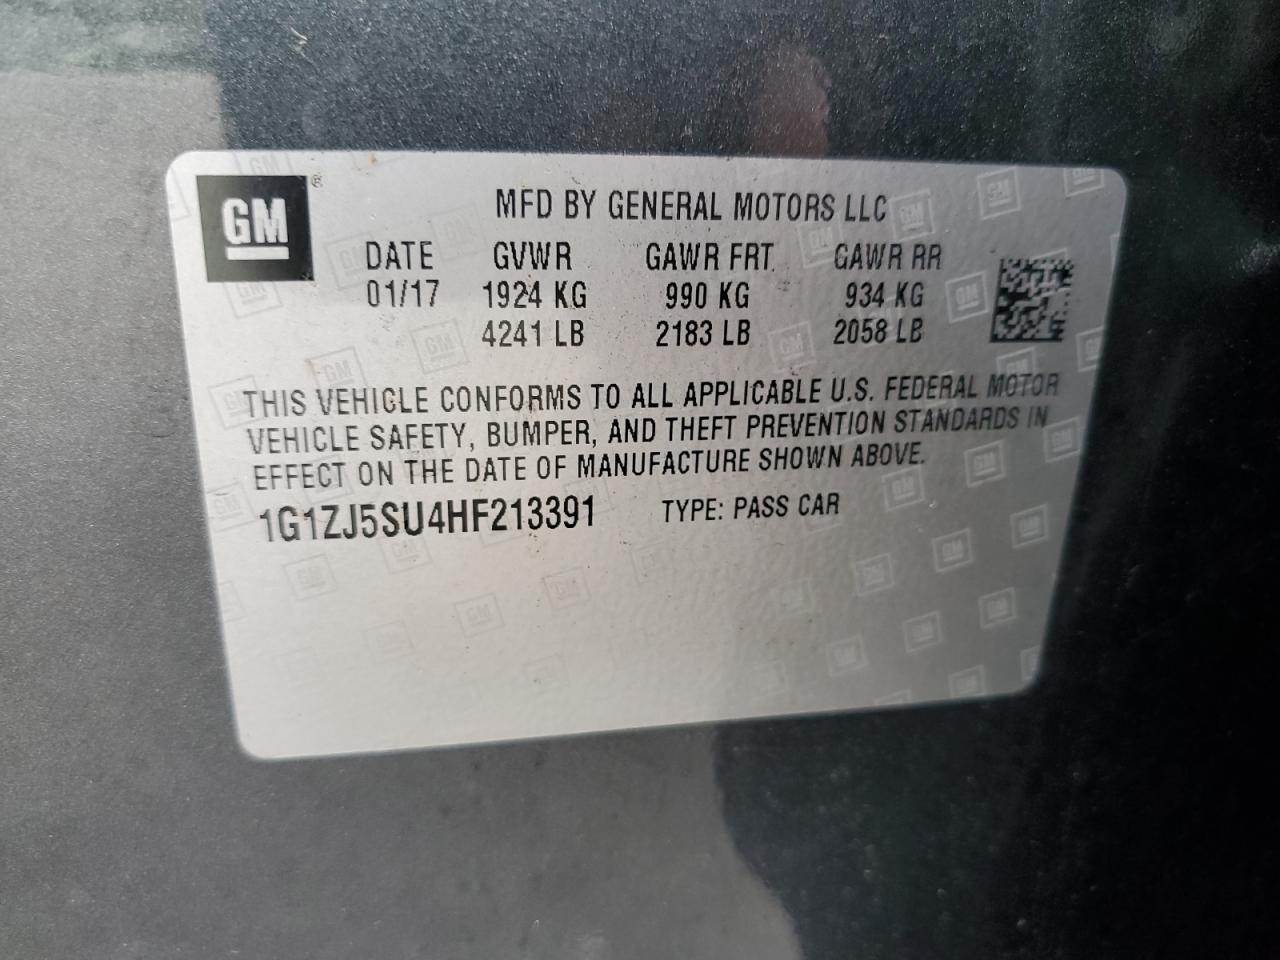 GM ®
MFD BY GENERAL MOTORS LLC
DATE GVWR GAWR FRT GAWR RR
01/17 1924 KG 990 KG 934 KG
4241 LB 2183 LB 2058 LB
THIS VEHICLE CONFORMS TO ALL APPLICABLE U.S. FEDERAL MOTOR
VEHICLE SAFETY, BUMPER, AND THEFT PREVENTION STANDARDS IN
EFFECT ON THE DATE OF MANUFACTURE SHOWN ABOVE.
1G1ZJ5SU4HF213391 TYPE: PASS CAR